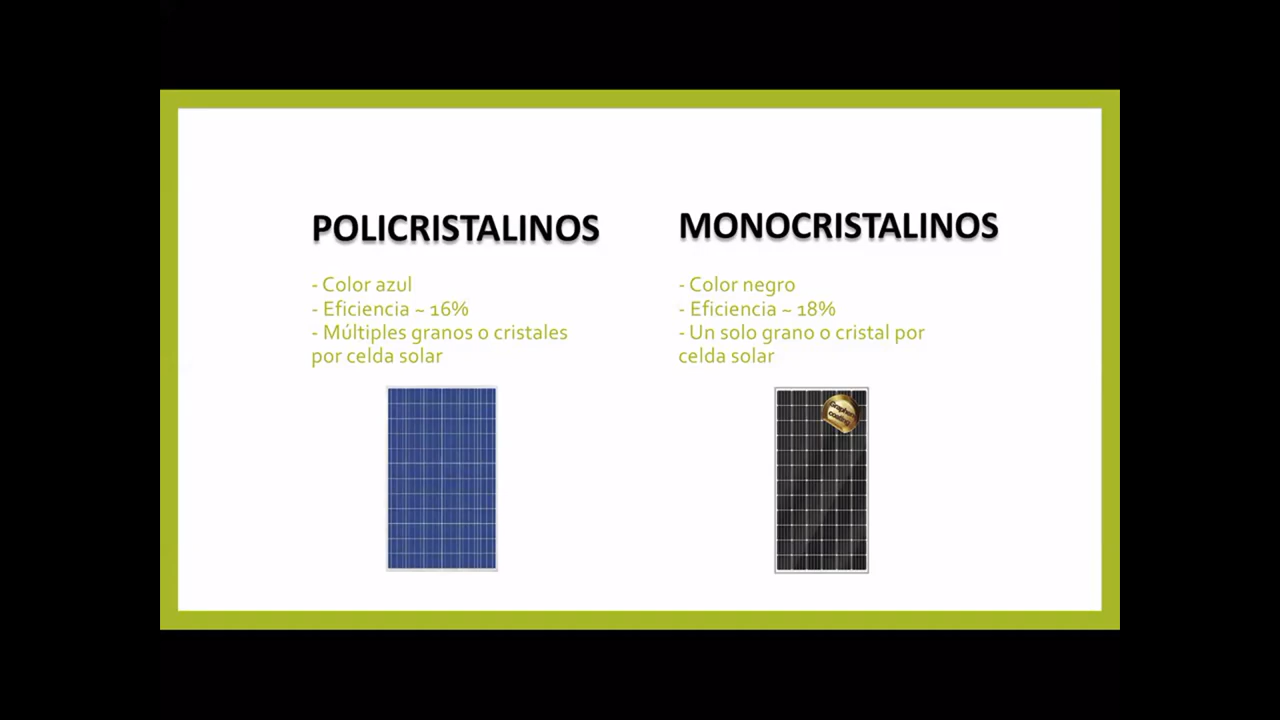 POLICRISTALINOS
- Color azul
- Eficiencia ~ 16%
- Múltiples granos o cristales
por celda solar
MONOCRISTALINOS
- Color negro
- Eficiencia ~ 18%
- Un solo grano o cristal por
celda solar
coating